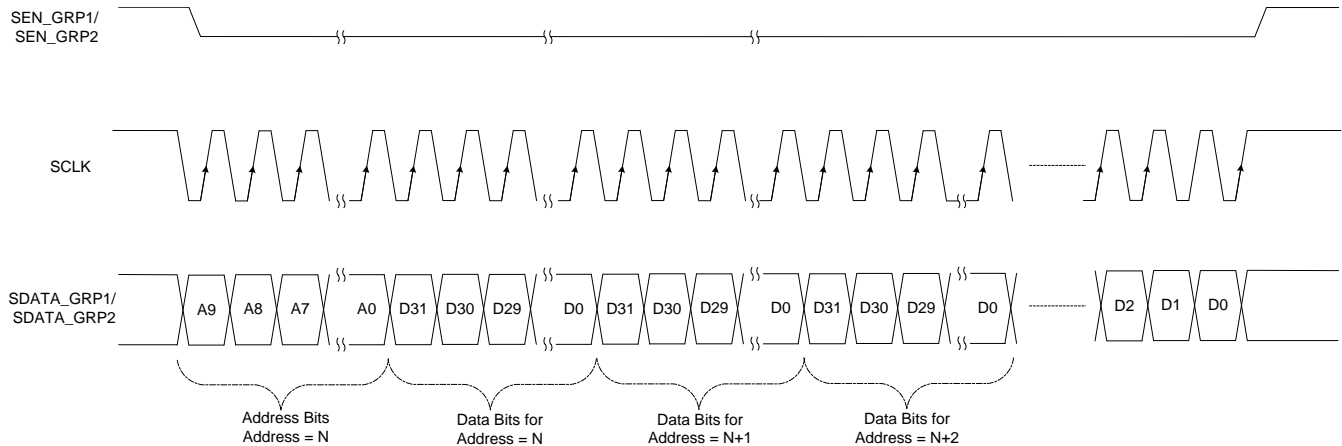 SEN_GRP1/
SEN_GRP2
SCLK
SDATA_GRP1/
SDATA_GRP2
A9 A8 A7 A0 D31 D30 D29 D0 D31 D30 D29 D0 D31 D30 D29 D0 D2 D1 D0
Address Bits
Address = N
Data Bits for
Address = N
Data Bits for
Address = N+1
Data Bits for
Address = N+2